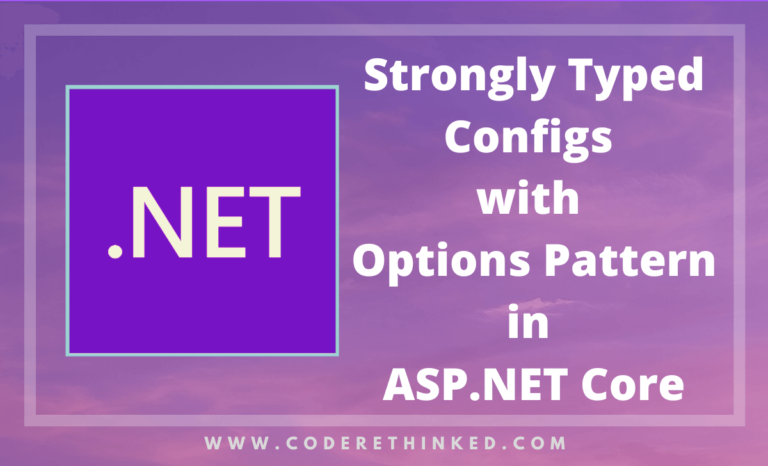 .NET
Strongly Typed
Configs
with
Options Pattern
in
ASP.NET Core
WWW.CODERETHINKED.COM